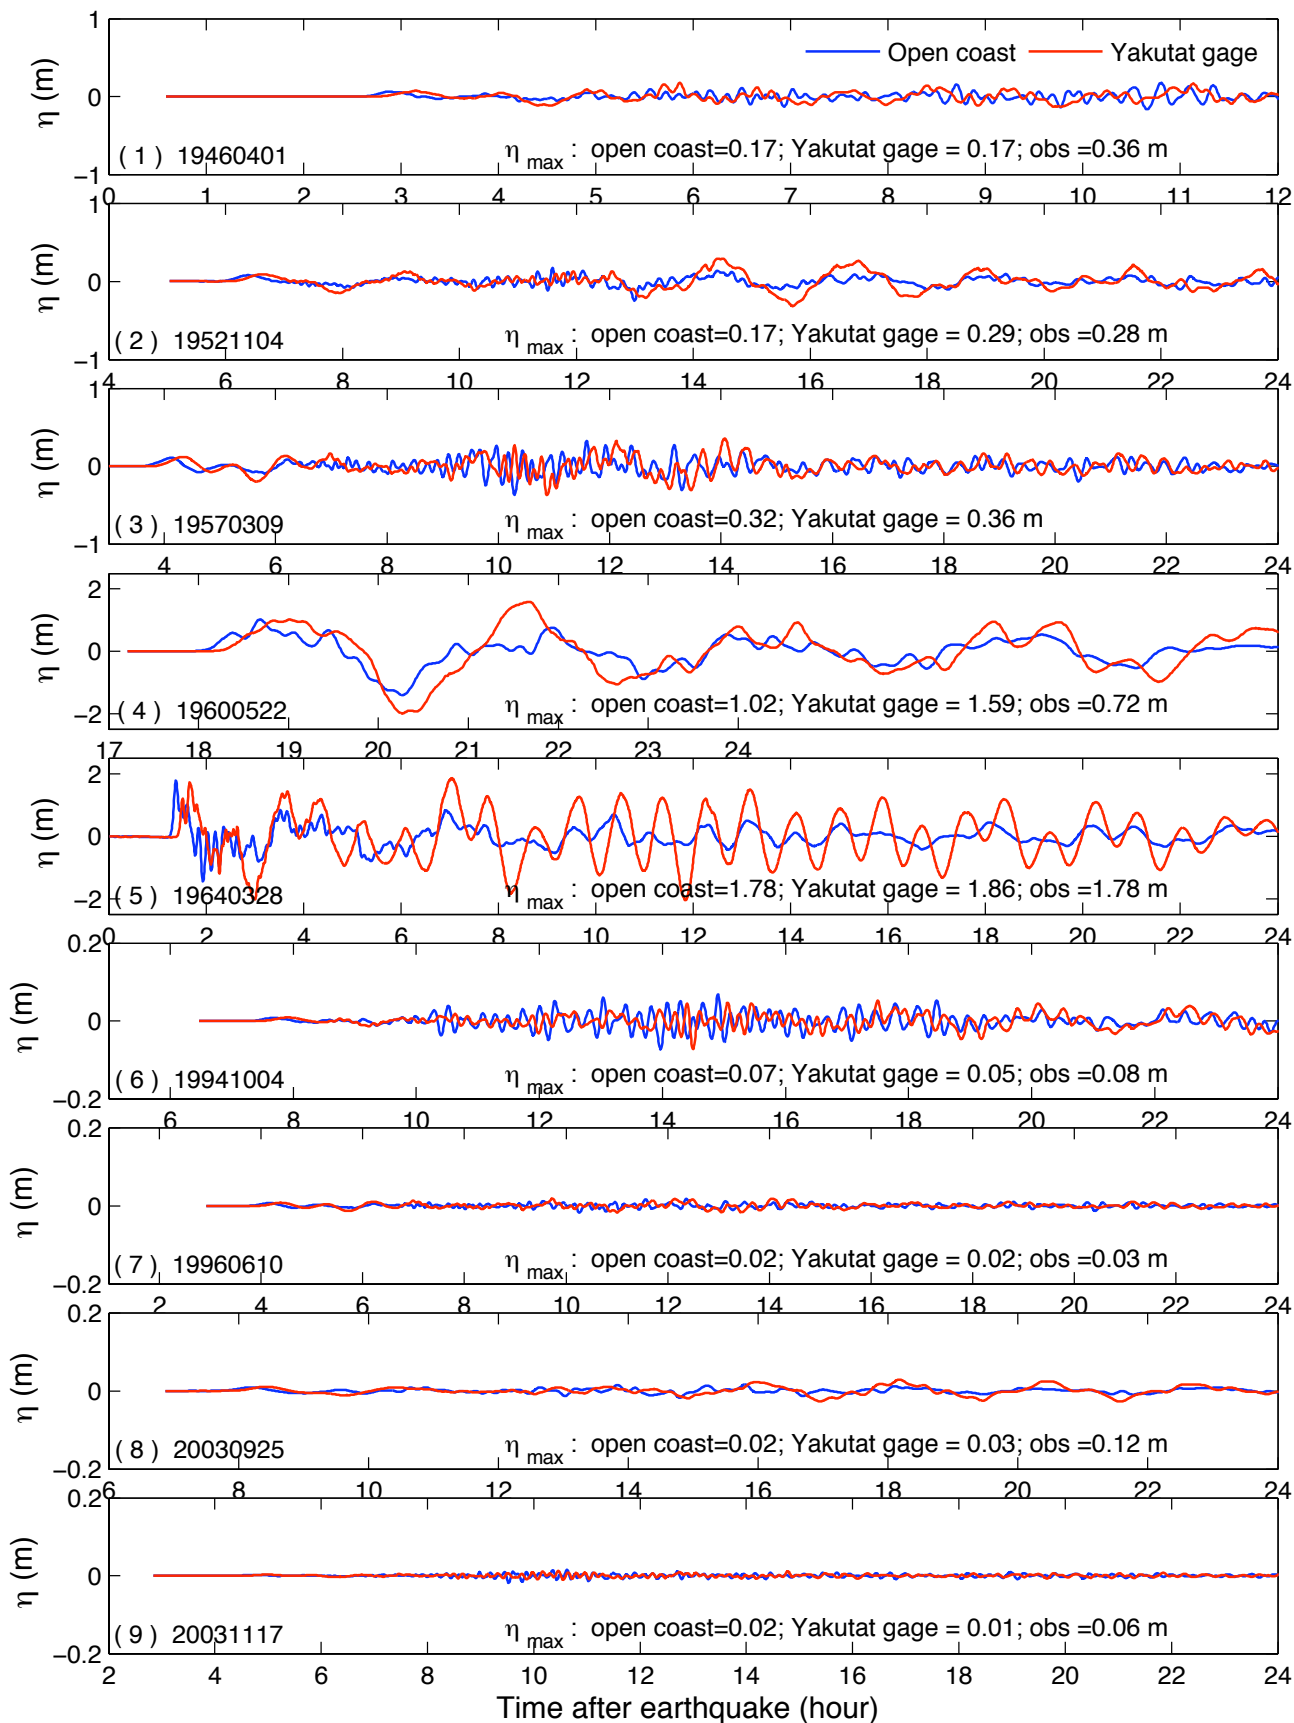 1
Open coast Yakutat gage
η (m)
0
( 1 ) 19460401
η max : open coast=0.17; Yakutat gage = 0.17; obs =0.36 m
−1
0 1 2 3 4 5 6 7 8 9 10 11 12
1
η (m)
0
( 2 ) 19521104
η max : open coast=0.17; Yakutat gage = 0.29; obs =0.28 m
−1
4 6 8 10 12 14 16 18 20 22 24
1
η (m)
0
( 3 ) 19570309
η max : open coast=0.32; Yakutat gage = 0.36 m
−1
4 6 8 10 12 14 16 18 20 22 24
2
η (m)
0
−2
( 4 ) 19600522
η max : open coast=1.02; Yakutat gage = 1.59; obs =0.72 m
17 18 19 20 21 22 23 24
2
η (m)
0
−2
( 5 ) 19640328
η max : open coast=1.78; Yakutat gage = 1.86; obs =1.78 m
0 2 4 6 8 10 12 14 16 18 20 22 24
0.2
η (m)
0
( 6 ) 19941004
η max : open coast=0.07; Yakutat gage = 0.05; obs =0.08 m
−0.2
6 8 10 12 14 16 18 20 22 24
0.2
η (m)
0
( 7 ) 19960610
η max : open coast=0.02; Yakutat gage = 0.02; obs =0.03 m
−0.2
2 4 6 8 10 12 14 16 18 20 22 24
0.2
η (m)
0
( 8 ) 20030925
η max : open coast=0.02; Yakutat gage = 0.03; obs =0.12 m
−0.2
6 8 10 12 14 16 18 20 22 24
0.2
η (m)
0
( 9 ) 20031117
η max : open coast=0.02; Yakutat gage = 0.01; obs =0.06 m
−0.2
2 4 6 8 10 12 14 16 18 20 22 24
Time after earthquake (hour)